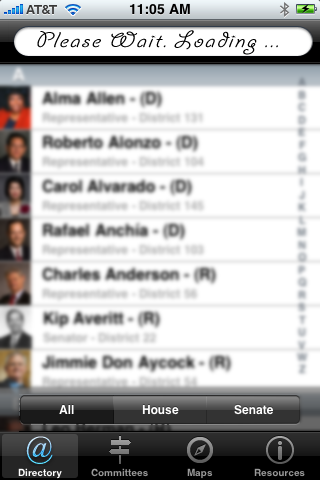 AT&T 11:05 AM
Please Wait. Loading ...
A
Alma Allen - (D)
Representative - District 131
Roberto Alonzo - (D)
Representative - District 104
Carol Alvarado - (D)
Representative - District 145
Rafael Anchia - (D)
Representative - District 103
Charles Anderson - (R)
Representative - District 56
Kip Averitt - (R)
Senator - District 22
Jimmie Don Aycock - (R)
Representative - District 54
A
B
C
D
E
F
G
H
I
J
K
L
M
N
O
P
Q
R
S
T
U
V
W
Z
All House Senate
Berman - (R)
Directory Committees Maps Resources